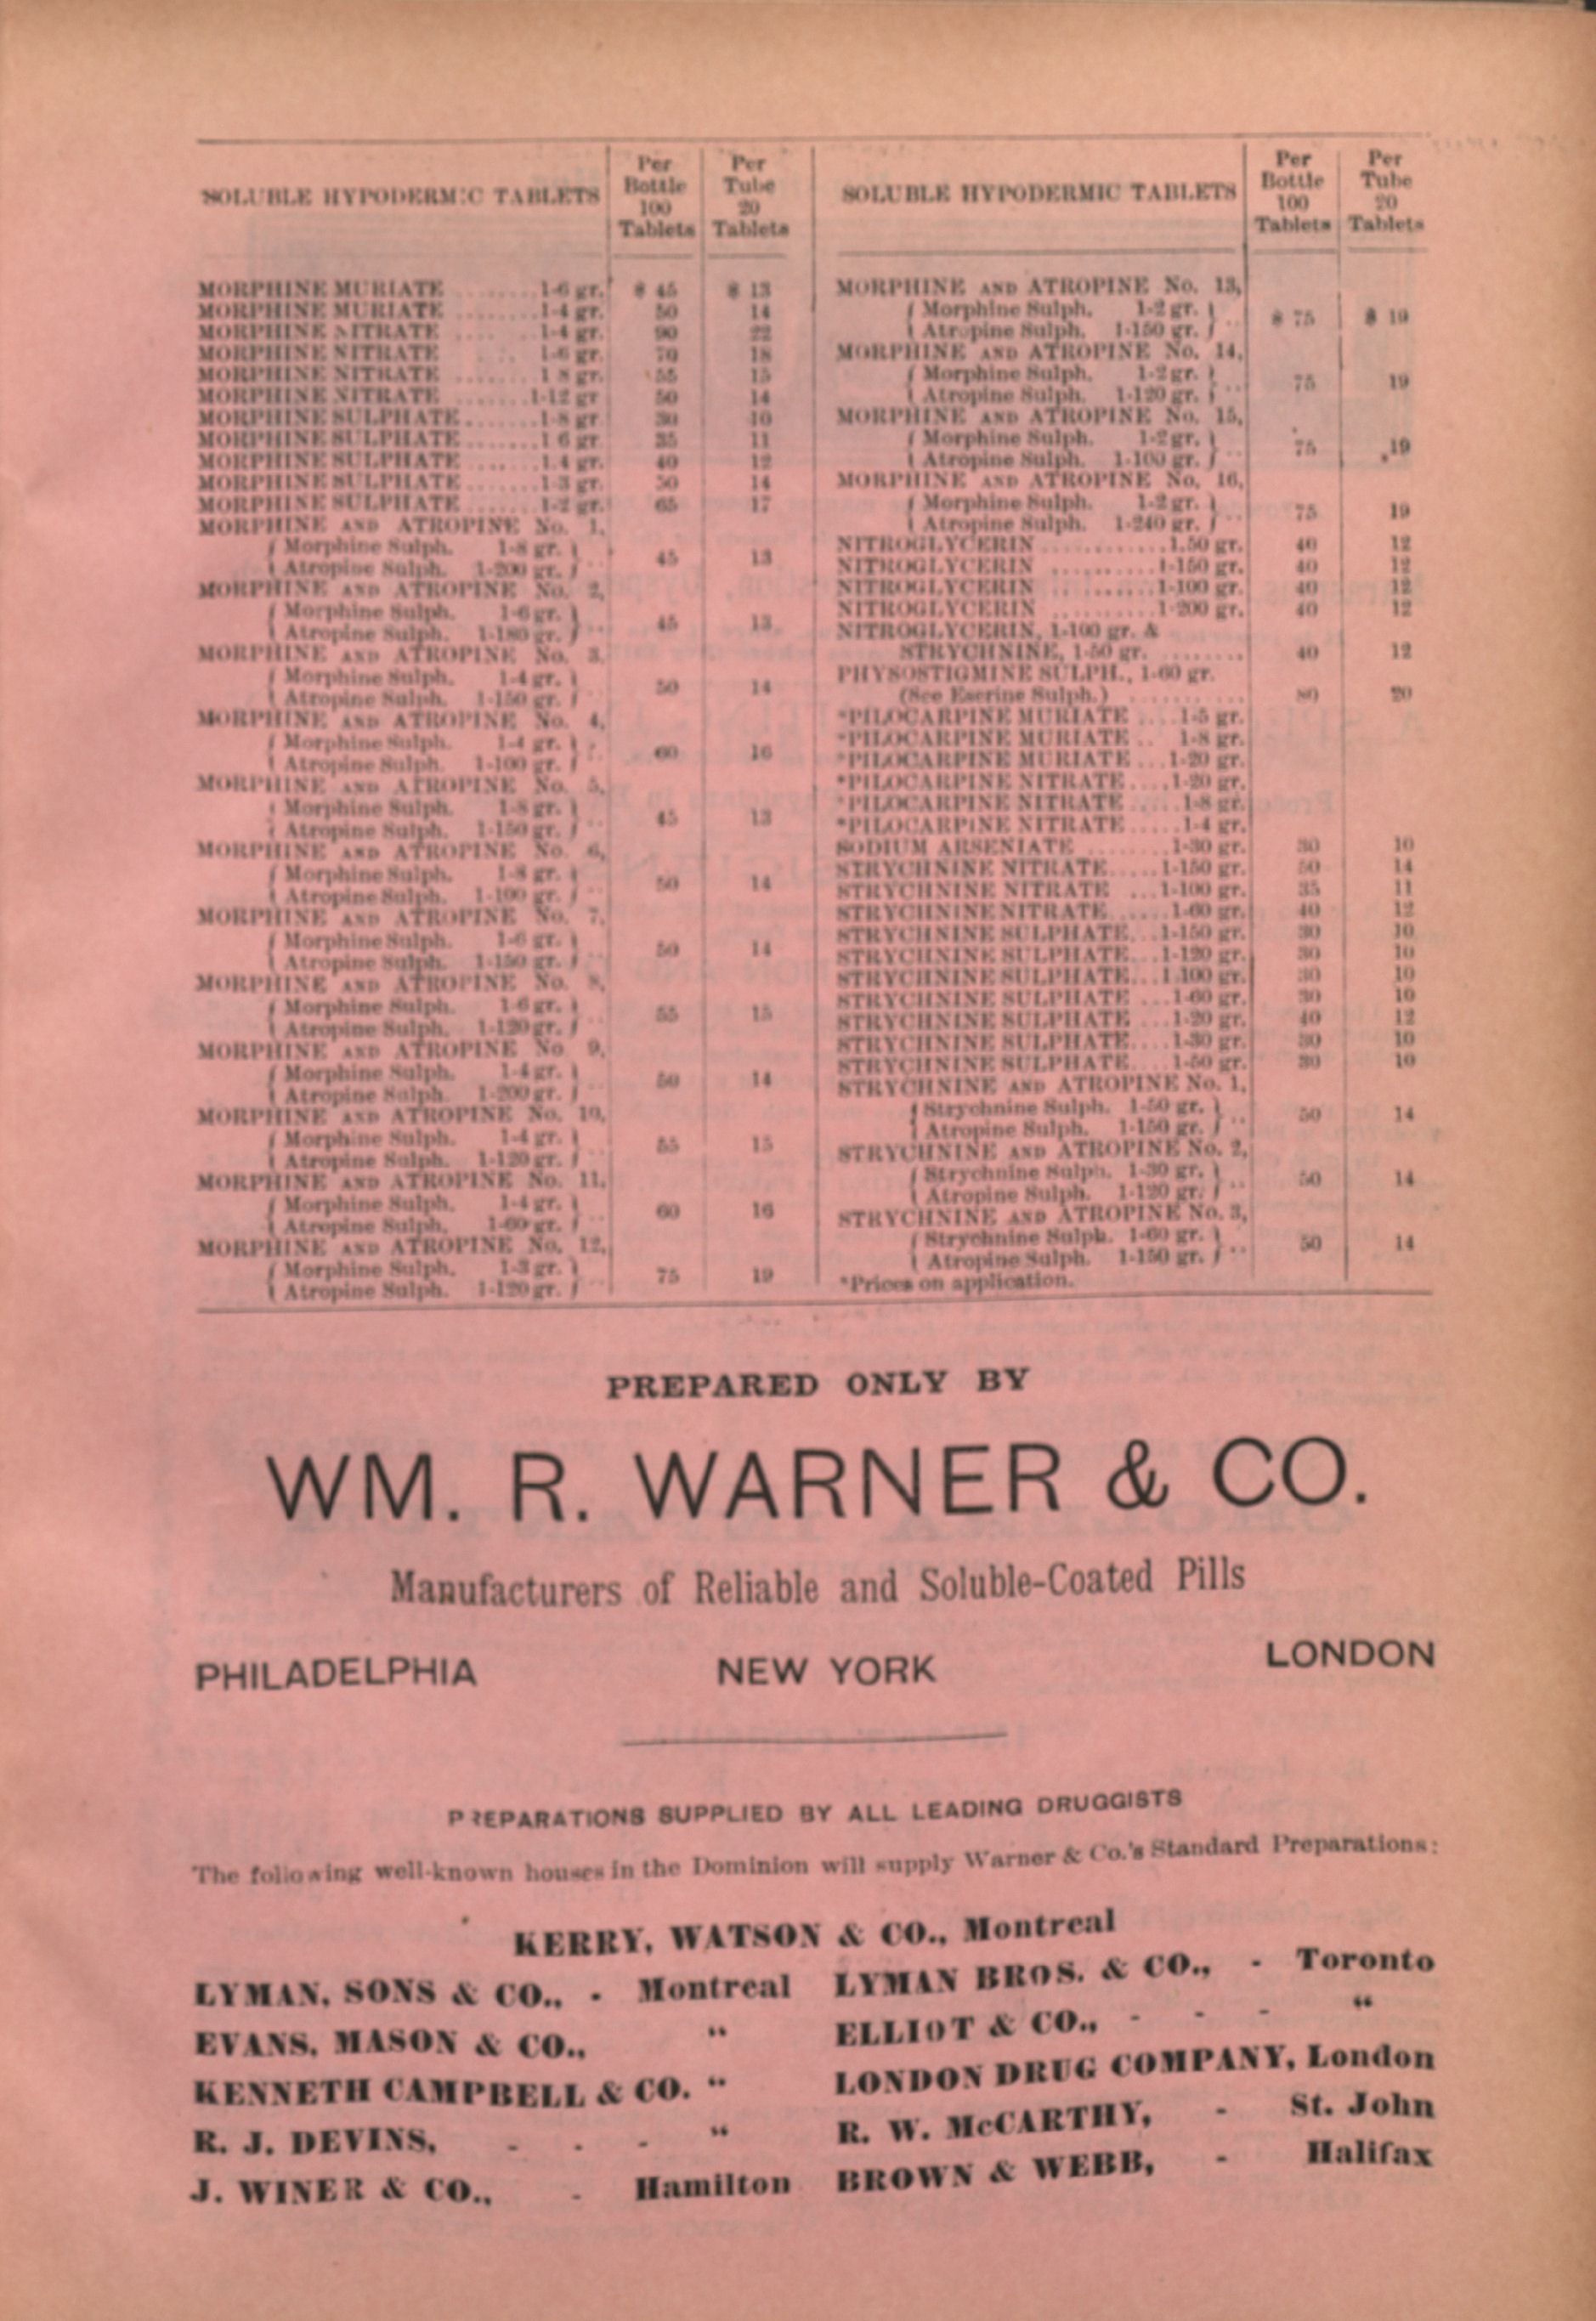 SOLUBLE HYPODERMIC TABLETS
Per Bottle 100 Tablets
Per Tube 20 Tablets
MORPHINE MURIATE ........ 1-6 gr. $ 45 $ 13
MORPHINE MURIATE ........ 1-4 gr. 50 14
MORPHINE NITRATE .... .... 1-4 gr. 90 22
MORPHINE NITRATE 1-6 gr. 70 18
MORPHINE NITRATE ........ 1 8 gr. 55 15
MORPHINE NITRATE ....... 1-12 gr 50 14
MORPHINE SULPHATE....... 1-8 gr 30 10
MORPHINE SULPHATE....... 1 6 gr 35 11
MORPHINE SULPHATE ...... 1.4 gr. 40 12
MORPHINE SULPHATE ....... 1-3 gr. 50 14
MORPHINE SULPHATE ....... 1-2 gr. 65 17
MORPHINE AND ATROPINE No. 1,
{ Morphine Sulph. 1-8 gr. }
{ Atropine Sulph. 1-200 gr. } 45 13
MORPHINE AND ATROPINE No. 2,
{ Morphine Sulph. 1-6 gr. }
{ Atropine Sulph. 1-180 gr. } .. 45 13
MORPHINE AND ATROPINE No. 3,
{ Morphine Sulph. 1-4 gr. }
{ Atropine Sulph. 1-150 gr. } .. 50 14
MORPHINE AND ATROPINE No. 4,
{ Morphine Sulph. 1-4 gr. }
{ Atropine Sulph. 1-100 gr. } .. 60 16
MORPHINE AND ATROPINE No. 5,
{ Morphine Sulph. 1-8 gr. }
{ Atropine Sulph. 1-150 gr. } .. 45 13
MORPHINE AND ATROPINE No. 6,
{ Morphine Sulph. 1-8 gr. }
{ Atropine Sulph. 1-100 gr. } .. 50 14
MORPHINE AND ATROPINE No. 7,
{ Morphine Sulph. 1-6 gr. }
{ Atropine Sulph. 1-150 gr. } .. 50 14
MORPHINE AND ATROPINE No. 8,
{ Morphine Sulph. 1-6 gr. }
{ Atropine Sulph. 1-120 gr. } .. 55 15
MORPHINE AND ATROPINE No 9,
{ Morphine Sulph. 1-4 gr. }
{ Atropine Sulph. 1-200 gr. } .. 50 14
MORPHINE AND ATROPINE No. 10,
{ Morphine Sulph. 1-4 gr. }
{ Atropine Sulph. 1-120 gr. } .. 55 15
MORPHINE AND ATROPINE No. 11,
{ Morphine Sulph. 1-4 gr. }
{ Atropine Sulph. 1-60 gr. } .. 60 16
MORPHINE AND ATROPINE No. 12,
{ Morphine Sulph. 1-3 gr. }
{ Atropine Sulph. 1-120 gr. } .. 75 19
SOLUBLE HYPODERMIC TABLETS
Per Bottle 100 Tablets
Per Tube 20 Tablets
MORPHINE AND ATROPINE No. 13,
{ Morphine Sulph. 1-2 gr. }
{ Atropine Sulph. 1-150 gr. } .. $ 75 $ 19
MORPHINE AND ATROPINE No. 14,
{ Morphine Sulph. 1-2 gr. }
{ Atropine Sulph. 1-120 gr. } .. 75 19
MORPHINE AND ATROPINE No. 15,
{ Morphine Sulph. 1-2 gr. }
{ Atropine Sulph. 1-100 gr. } .. 75 19
MORPHINE AND ATROPINE No. 16,
{ Morphine Sulph. 1-2 gr. }
{ Atropine Sulph. 1-240 gr. } .. 75 19
NITROGLYCERIN ............ 1.50 gr. 40 12
NITROGLYCERIN ........... 1-150 gr. 40 12
NITROGLYCERIN ........... 1-100 gr. 40 12
NITROGLYCERIN .......... 1 200 gr. 40 12
NITROGLYCERIN, 1-100 gr. &
STRYCHNINE, 1-50 gr. ........ 40 12
PHYSOSTIGMINE SULPH., 1-60 gr.
(See Eserine Sulph.) .......... 80 20
*PILOCARPINE MURIATE .... 1-5 gr.
*PILOCARPINE MURIATE .. 1-8 gr.
*PILOCARPINE MURIATE ... 1-20 gr.
*PILOCARPINE NITRATE .... 1-20 gr.
*PILOCARPINE NITRATE ..... 1-8 gr.
*PILOCARPINE NITRATE ..... 1-4 gr.
SODIUM ARSENIATE ........ 1-30 gr. 30 10
STRYCHNINE NITRATE..... 1-150 gr. 50 14
STRYCHNINE NITRATE ... 1-100 gr. 35 11
STRYCHNINE NITRATE ..... 1-60 gr. 40 12
STRYCHNINE SULPHATE... 1-150 gr. 30 10
STRYCHNINE SULPHATE... 1-120 gr. 30 10
STRYCHNINE SULPHATE... 1 100 gr. 30 10
STRYCHNINE SULPHATE ... 1-60 gr. 30 10
STRYCHNINE SULPHATE ... 1-20 gr. 40 12
STRYCHNINE SULPHATE.... 1-30 gr. 30 10
STRYCHNINE SULPHATE.... 1-50 gr. 30 10
STRYCHNINE AND ATROPINE No. 1,
{ Strychnine Sulph. 1-50 gr. }
{ Atropine Sulph. 1-150 gr. } .. 50 14
STRYCHNINE AND ATROPINE No. 2,
{ Strychnine Sulph. 1-30 gr. }
{ Atropine Sulph. 1-120 gr. } .. 50 14
STRYCHNINE AND ATROPINE No. 3,
{ Strychnine Sulph. 1-60 gr. }
{ Atropine Sulph. 1-150 gr. } .. 50 14
*Prices on application.
PREPARED ONLY BY
WM. R. WARNER & CO.
Manufacturers of Reliable and Soluble-Coated Pills
PHILADELPHIA NEW YORK LONDON
PREPARATIONS SUPPLIED BY ALL LEADING DRUGGISTS
The following well-known houses in the Dominion will supply Warner & Co.'s Standard Preparations:
KERRY, WATSON & CO., Montreal
LYMAN, SONS & CO., - Montreal
EVANS, MASON & CO., "
KENNETH CAMPBELL & CO. "
R. J. DEVINS, - - - "
J. WINER & CO., - Hamilton
LYMAN BROS. & CO., - Toronto
ELLIOT & CO., - - - "
LONDON DRUG COMPANY, London
R. W. McCARTHY, - St. John
BROWN & WEBB, - Halifax